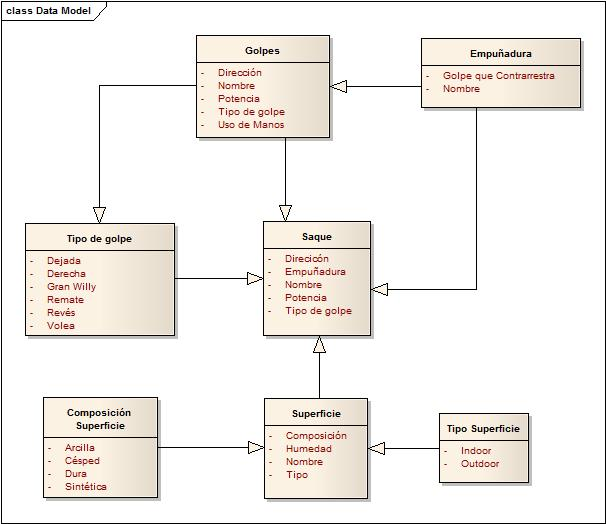 class Data Model
Golpes
- Dirección
- Nombre
- Potencia
- Tipo de golpe
- Uso de Manos
Empuñadura
- Golpe que Contrarrestra
- Nombre
Tipo de golpe
- Dejada
- Derecha
- Gran Willy
- Remate
- Revés
- Volea
Saque
- Direcicón
- Empuñadura
- Nombre
- Potencia
- Tipo de golpe
Composición
Superficie
- Arcilla
- Césped
- Dura
- Sintética
Superficie
- Composición
- Humedad
- Nombre
- Tipo
Tipo Superficie
- Indoor
- Outdoor